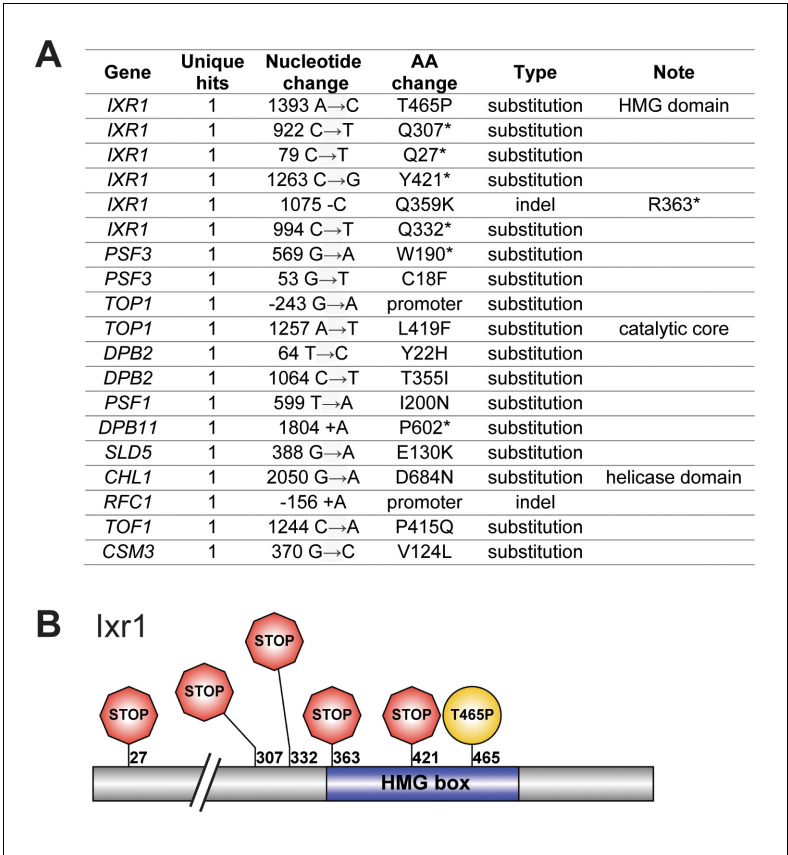 A
Gene Unique hits Nucleotide change AA change Type Note
IXR1 1 1393 A→C T465P substitution HMG domain
IXR1 1 922 C→T Q307* substitution
IXR1 1 79 C→T Q27* substitution
IXR1 1 1263 C→G Y421* substitution
IXR1 1 1075 -C Q359K indel R363*
IXR1 1 994 C→T Q332* substitution
PSF3 1 569 G→A W190* substitution
PSF3 1 53 G→T C18F substitution
TOP1 1 -243 G→A promoter substitution
TOP1 1 1257 A→T L419F substitution catalytic core
DPB2 1 64 T→C Y22H substitution
DPB2 1 1064 C→T T355I substitution
PSF1 1 599 T→A I200N substitution
DPB11 1 1804 +A P602* substitution
SLD5 1 388 G→A E130K substitution
CHL1 1 2050 G→A D684N substitution helicase domain
RFC1 1 -156 +A promoter indel
TOF1 1 1244 C→A P415Q substitution
CSM3 1 370 G→C V124L substitution
B Ixr1
STOP
STOP
STOP STOP STOP T465P
27 307 332 363 421 465
HMG box